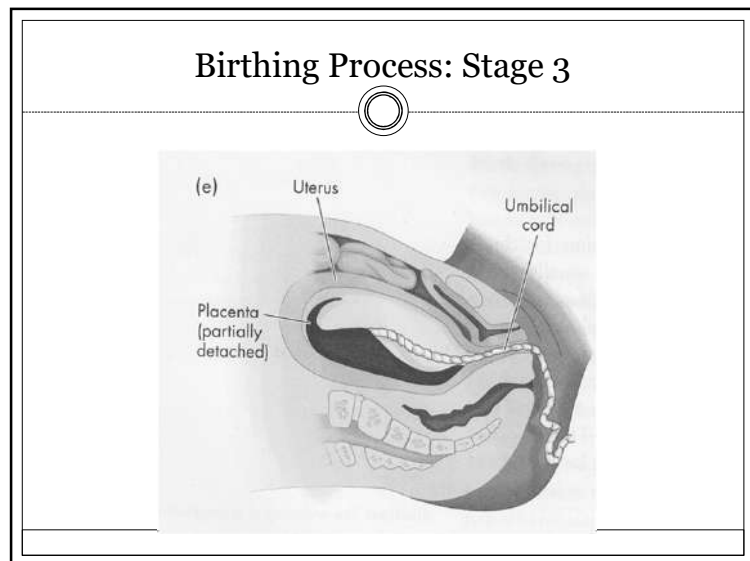 Birthing Process: Stage 3
(e)
Uterus
Umbilical
cord
Placenta
(partially
detached)